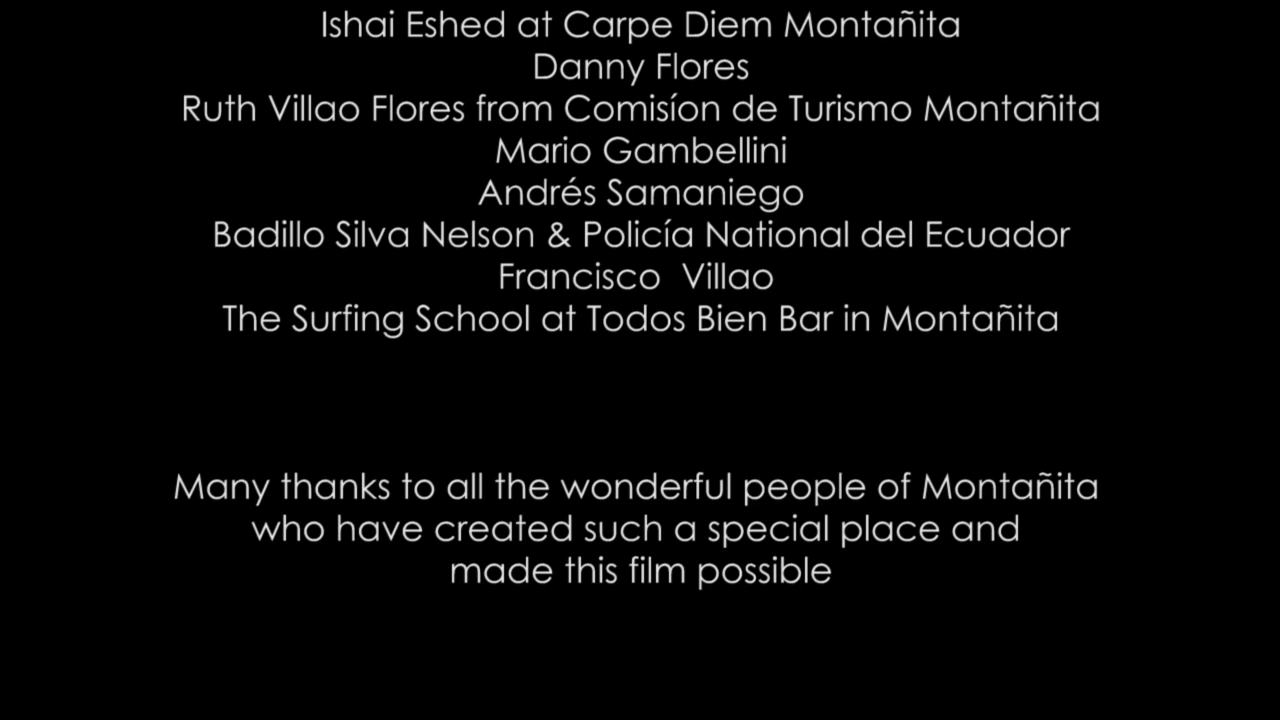 Ishai Eshed at Carpe Diem Montañita
Danny Flores
Ruth Villao Flores from Comisíon de Turismo Montañita
Mario Gambellini
Andrés Samaniego
Badillo Silva Nelson & Policía National del Ecuador
Francisco  Villao
The Surfing School at Todos Bien Bar in Montañita
Many thanks to all the wonderful people of Montañita
who have created such a special place and
made this film possible